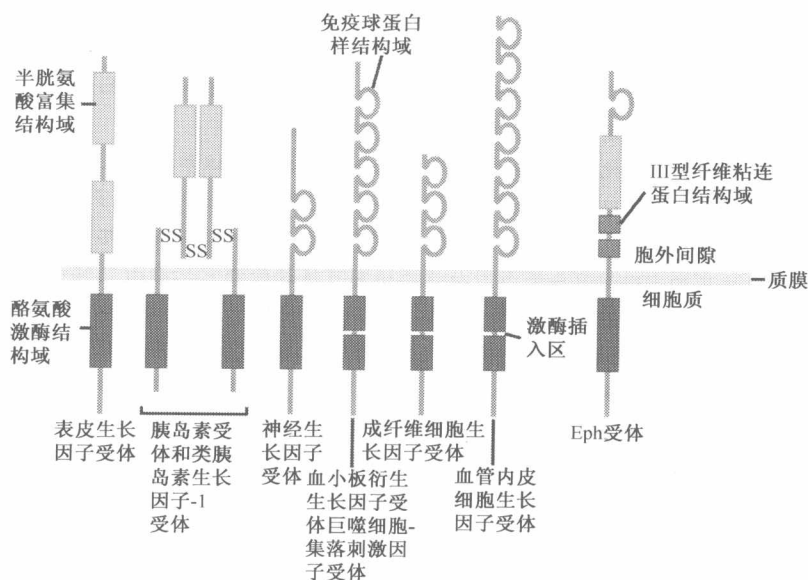 免疫球蛋白
样结构域
半胱氨
酸富集
结构域
III型纤维粘连
蛋白结构域
SS
SS
SS
胞外间隙
质膜
细胞质
酪氨酸
激酶结
构域
激酶插
入区
表皮生长
因子受体
胰岛素受
体和类胰
岛素生长
因子-1
受体
神经生
长因子
受体
血小板衍生
生长因子受
体巨噬细胞-
集落刺激因
子受体
成纤维细胞生
长因子受体
血管内皮
细胞生长
因子受体
Eph受体